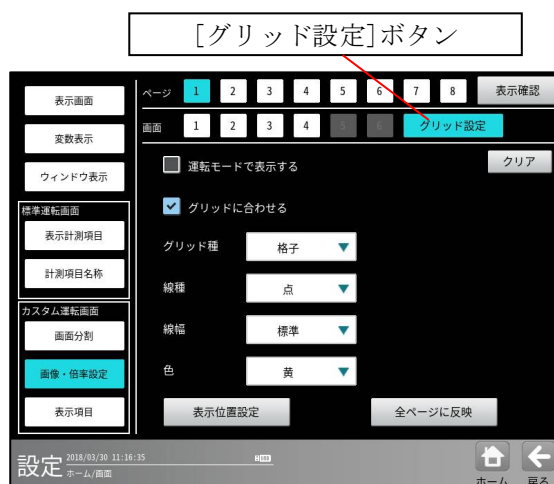 [グリッド設定]ボタン
表示画面
変数表示
ウィンドウ表示
標準運転画面
表示計測項目
計測項目名称
カスタム運転画面
画面分割
画像・倍率設定
表示項目
ページ 1 2 3 4 5 6 7 8 表示確認
画面 1 2 3 4 5 6 グリッド設定
運転モードで表示する クリア
グリッドに合わせる
グリッド種 格子
線種 点
線幅 標準
色 黄
表示位置設定 全ページに反映
設定 2018/03/30 11:16:35
ホーム/画面
ホーム 戻る